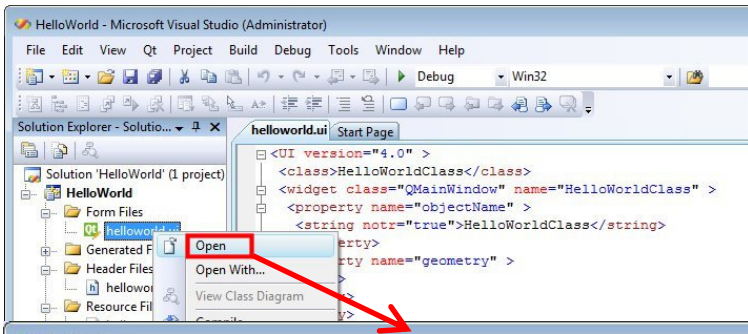 HelloWorld - Microsoft Visual Studio (Administrator)
File Edit View Qt Project Build Debug Tools Window Help
Debug Win32
Solution Explorer - Solutio...
helloworld.ui Start Page
Solution 'HelloWorld' (1 project)
HelloWorld
Form Files
helloworld.ui
Generated F
Header Files
hellowor
Resource Fil
<UI version="4.0" >
<class>HelloWorldClass</class>
<widget class="QMainWindow" name="HelloWorldClass" >
<property name="objectName" >
<string notr="true">HelloWorldClass</string>
erty>
rty name="geometry" >
>
>
y>
Open
Open With...
View Class Diagram
Compile